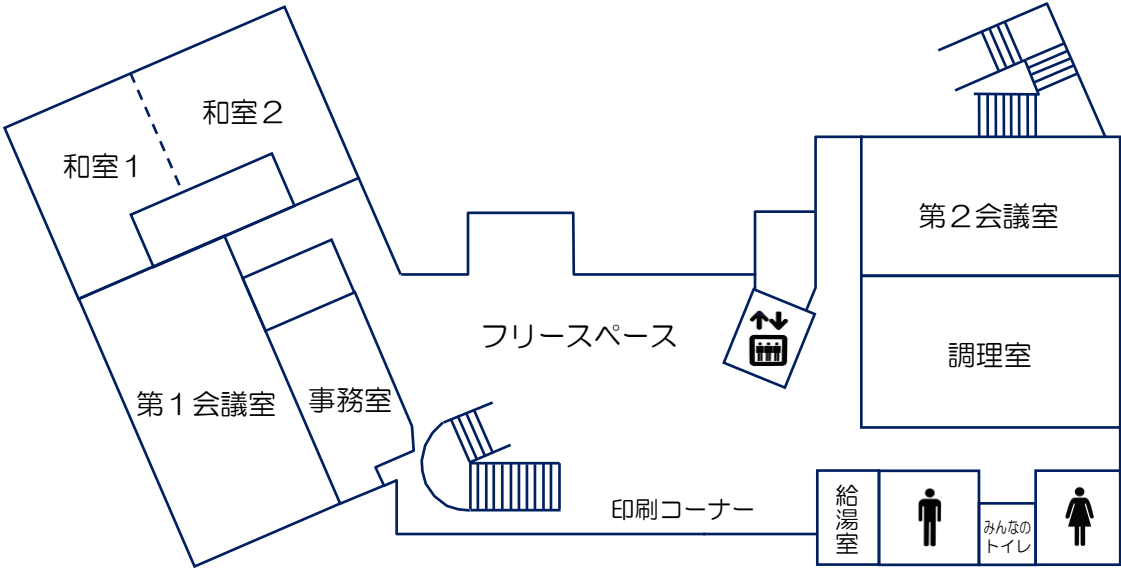 和室２
和室１
第２会議室
フリースペース
調理室
第１会議室
事務室
印刷コーナー
給湯室
みんなの
トイレ